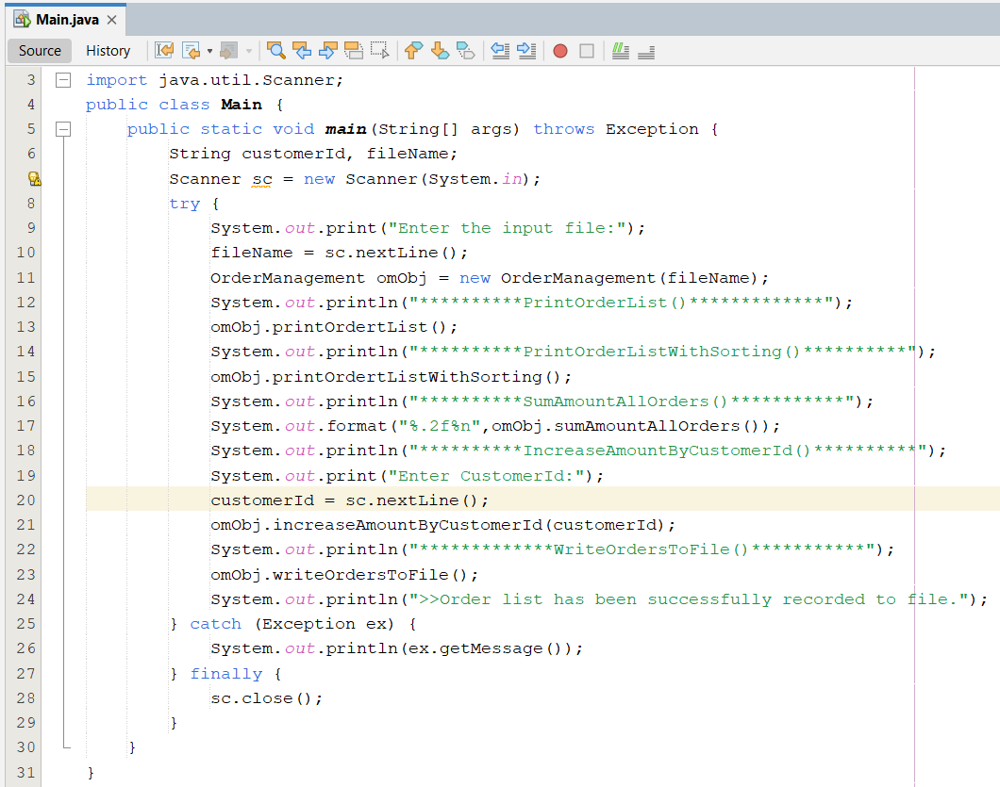 Main.java
Source History
3 import java.util.Scanner;
4 public class Main {
5 public static void main(String[] args) throws Exception {
6 String customerId, fileName;
Scanner sc = new Scanner(System.in);
8 try {
9 System.out.print("Enter the input file:");
10 fileName = sc.nextLine();
11 OrderManagement omObj = new OrderManagement(fileName);
12 System.out.println("**********PrintOrderList()*************");
13 omObj.printOrdertList();
14 System.out.println("**********PrintOrderListWithSorting()**********");
15 omObj.printOrdertListWithSorting();
16 System.out.println("**********SumAmountAllOrders()***********");
17 System.out.format("%.2f%n",omObj.sumAmountAllOrders());
18 System.out.println("**********IncreaseAmountByCustomerId()**********");
19 System.out.print("Enter CustomerId:");
20 customerId = sc.nextLine();
21 omObj.increaseAmountByCustomerId(customerId);
22 System.out.println("*************WriteOrdersToFile()***********");
23 omObj.writeOrdersToFile();
24 System.out.println(">>Order list has been successfully recorded to file.");
25 } catch (Exception ex) {
26 System.out.println(ex.getMessage());
27 } finally {
28 sc.close();
29 }
30 }
31 }